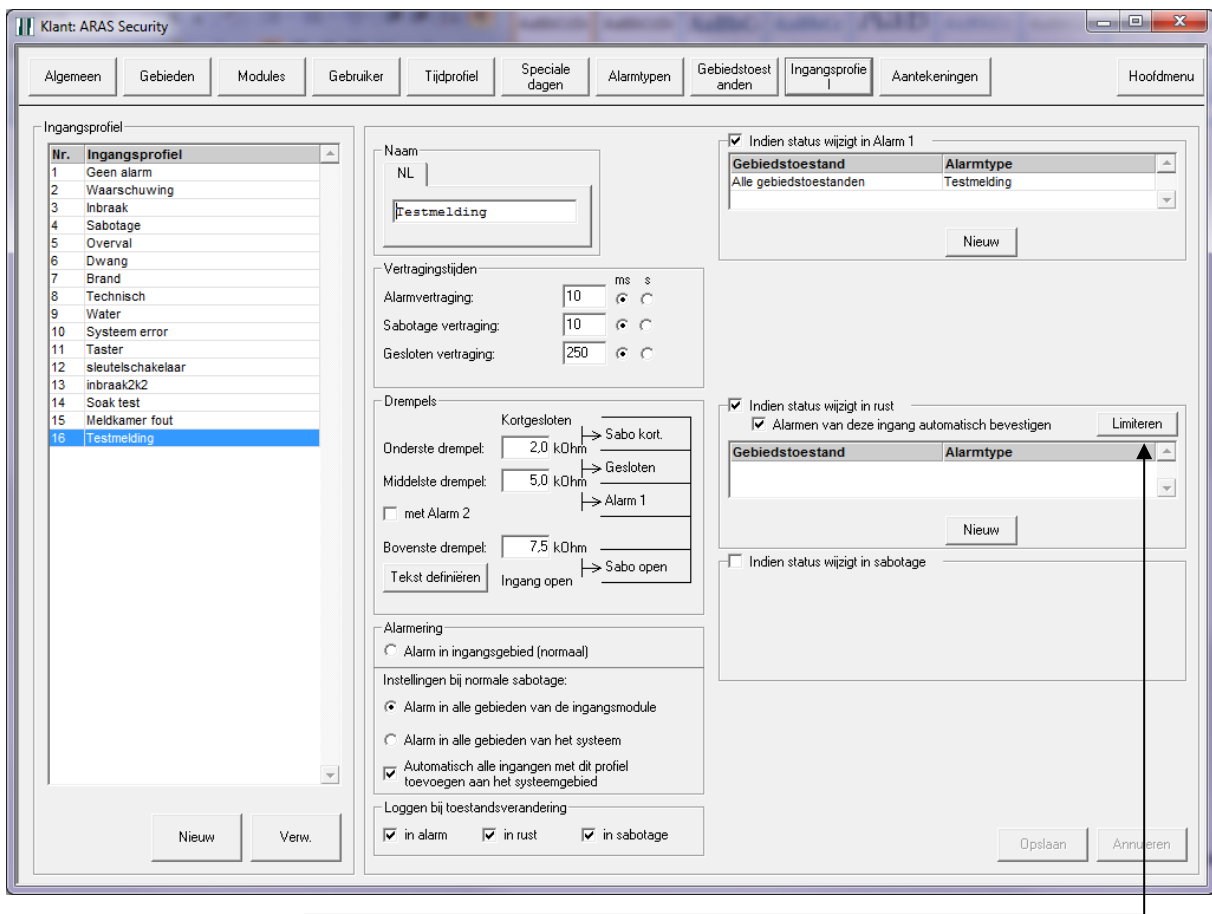 Klant: ARAS Security
Algemeen
Gebieden
Modules
Gebruiker
Tijdprofiel
Speciale
dagen
Alarmtypen
Gebiedstoest
anden
Ingangsprofie
l
Aantekeningen
Hoofdmenu
Ingangsprofiel
Nr. Ingangsprofiel
1 Geen alarm
2 Waarschuwing
3 Inbraak
4 Sabotage
5 Overval
6 Dwang
7 Brand
8 Technisch
9 Water
10 Systeem error
11 Taster
12 sleutelschakelaar
13 inbraak2k2
14 Soak test
15 Meldkamer fout
16 Testmelding
Nieuw
Verw.
Naam
NL
Testmelding
Vertragingstijden
ms s
Alarmvertraging: 10
Sabotage vertraging: 10
Gesloten vertraging: 250
Drempels
Kortgesloten
Sabo kort.
Onderste drempel: 2,0 kOhm
Gesloten
Middelste drempel: 5,0 kOhm
Alarm 1
met Alarm 2
Bovenste drempel: 7,5 kOhm
Sabo open
Tekst definiëren
Ingang open
Alarmering
Alarm in ingangsgebied (normaal)
Instellingen bij normale sabotage:
Alarm in alle gebieden van de ingangsmodule
Alarm in alle gebieden van het systeem
Automatisch alle ingangen met dit profiel
toevoegen aan het systeemgebied
Loggen bij toestandsverandering
in alarm
in rust
in sabotage
Indien status wijzigt in Alarm 1
Gebiedstoestand Alarmtype
Alle gebiedstoestanden Testmelding
Nieuw
Indien status wijzigt in rust
Alarmen van deze ingang automatisch bevestigen
Limiteren
Gebiedstoestand Alarmtype
Nieuw
Indien status wijzigt in sabotage
Opslaan
Annuleren